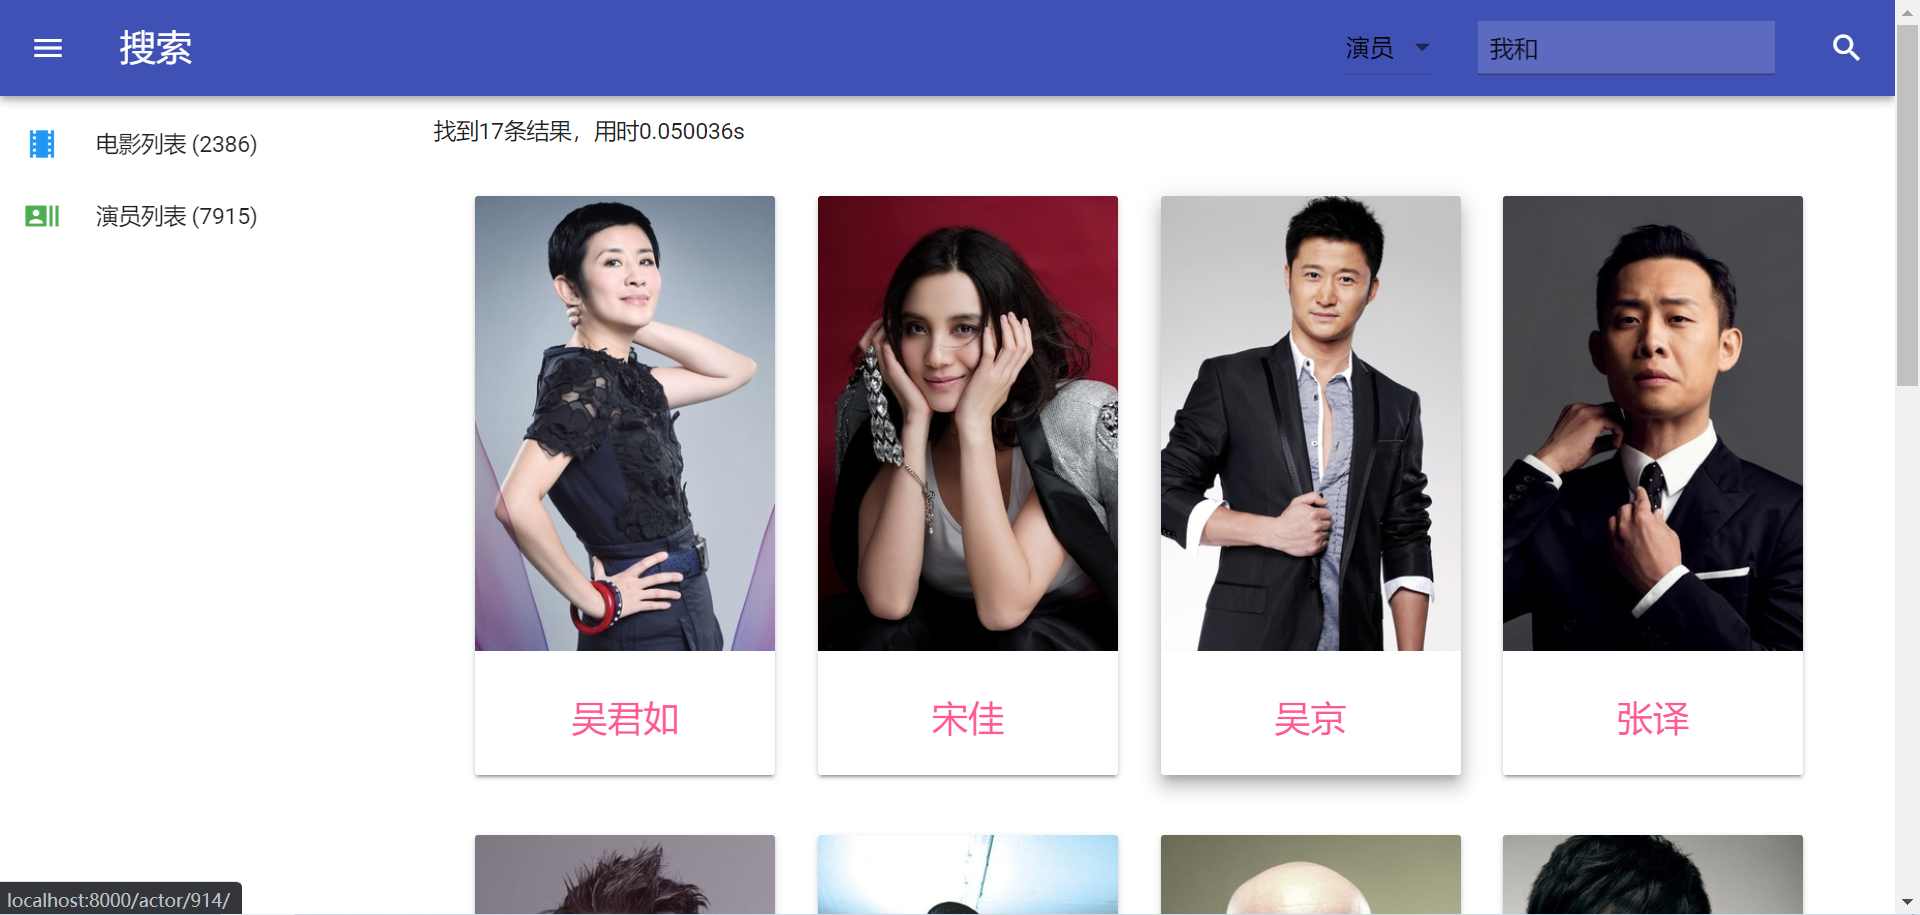 搜索
演员
我和
电影列表 (2386)
演员列表 (7915)
找到17条结果，用时0.050036s
吴君如
宋佳
吴京
张译
localhost:8000/actor/914/